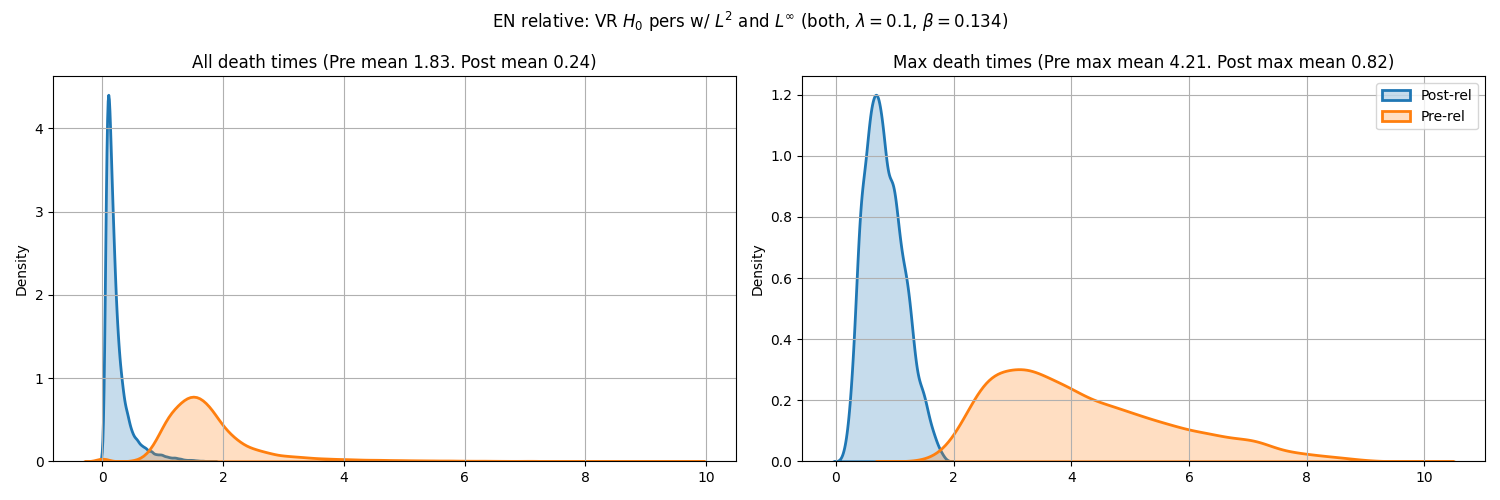 EN relative: VR $H_0$ pers w/ $L^2$ and $L^\infty$ (both, $\lambda = 0.1$, $\beta = 0.134$)
All death times (Pre mean 1.83. Post mean 0.24)
Density
4
3
2
1
0
0 2 4 6 8 10
Max death times (Pre max mean 4.21. Post max mean 0.82)
Post-rel
Pre-rel
Density
1.2
1.0
0.8
0.6
0.4
0.2
0.0
0 2 4 6 8 10